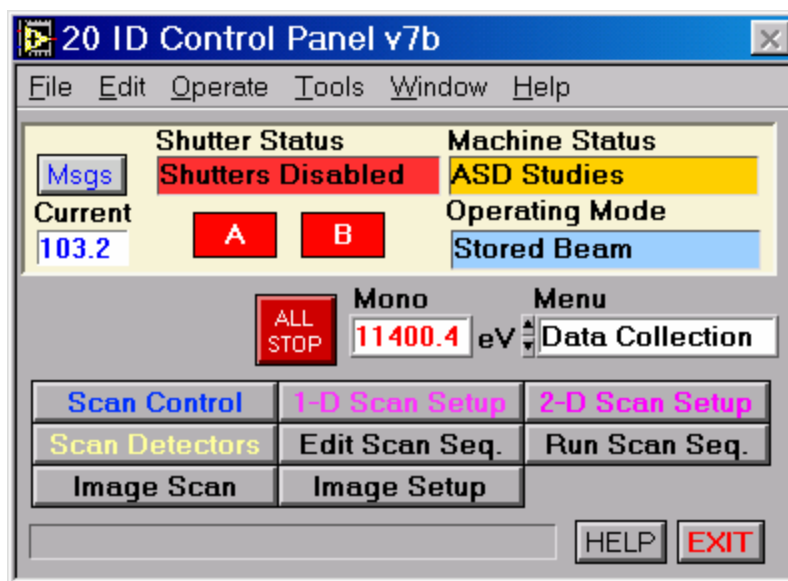 20 ID Control Panel v7b
File Edit Operate Tools Window Help
Shutter Status Machine Status
Msgs Shutters Disabled ASD Studies
Current A B Operating Mode
103.2 Stored Beam
ALL STOP Mono Menu
11400.4 eV Data Collection
Scan Control 1-D Scan Setup 2-D Scan Setup
Scan Detectors Edit Scan Seq. Run Scan Seq.
Image Scan Image Setup
HELP EXIT